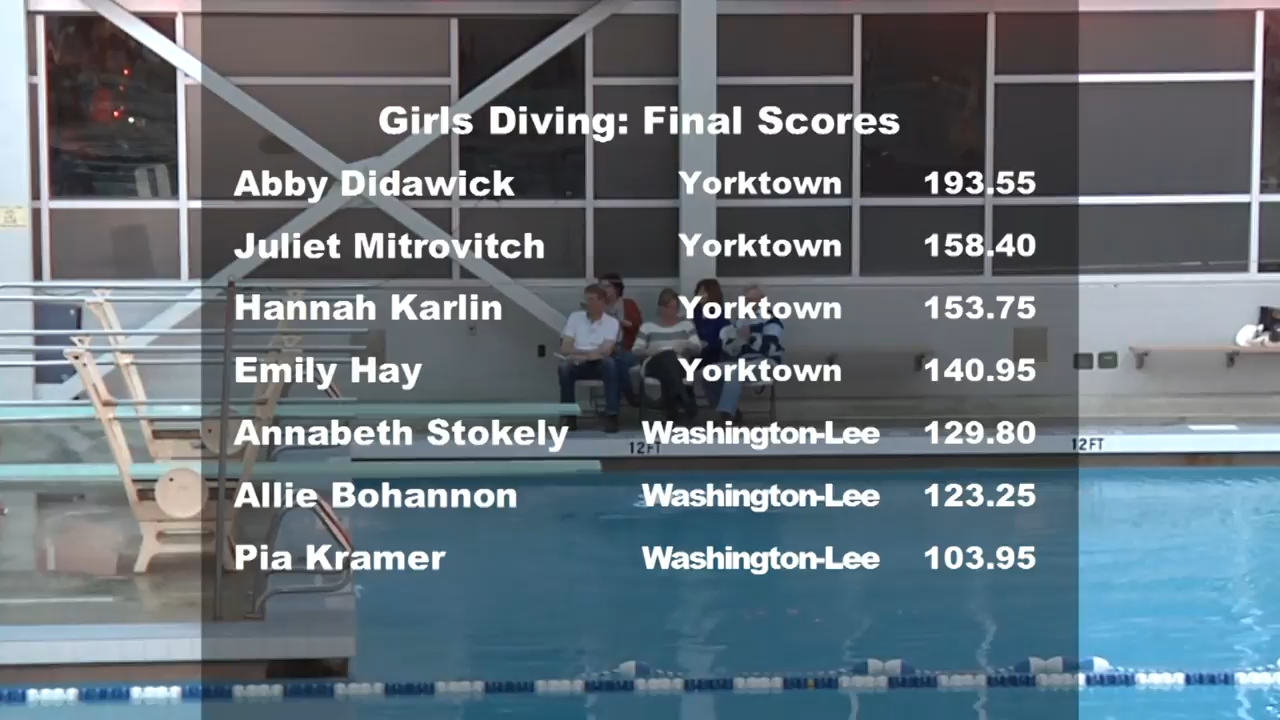 Girls Diving: Final Scores
Abby Didawick Yorktown 193.55
Juliet Mitrovitch Yorktown 158.40
Hannah Karlin Yorktown 153.75
Emily Hay Yorktown 140.95
Annabeth Stokely Washington-Lee 129.80
12FT 12FT
Allie Bohannon Washington-Lee 123.25
Pia Kramer Washington-Lee 103.95